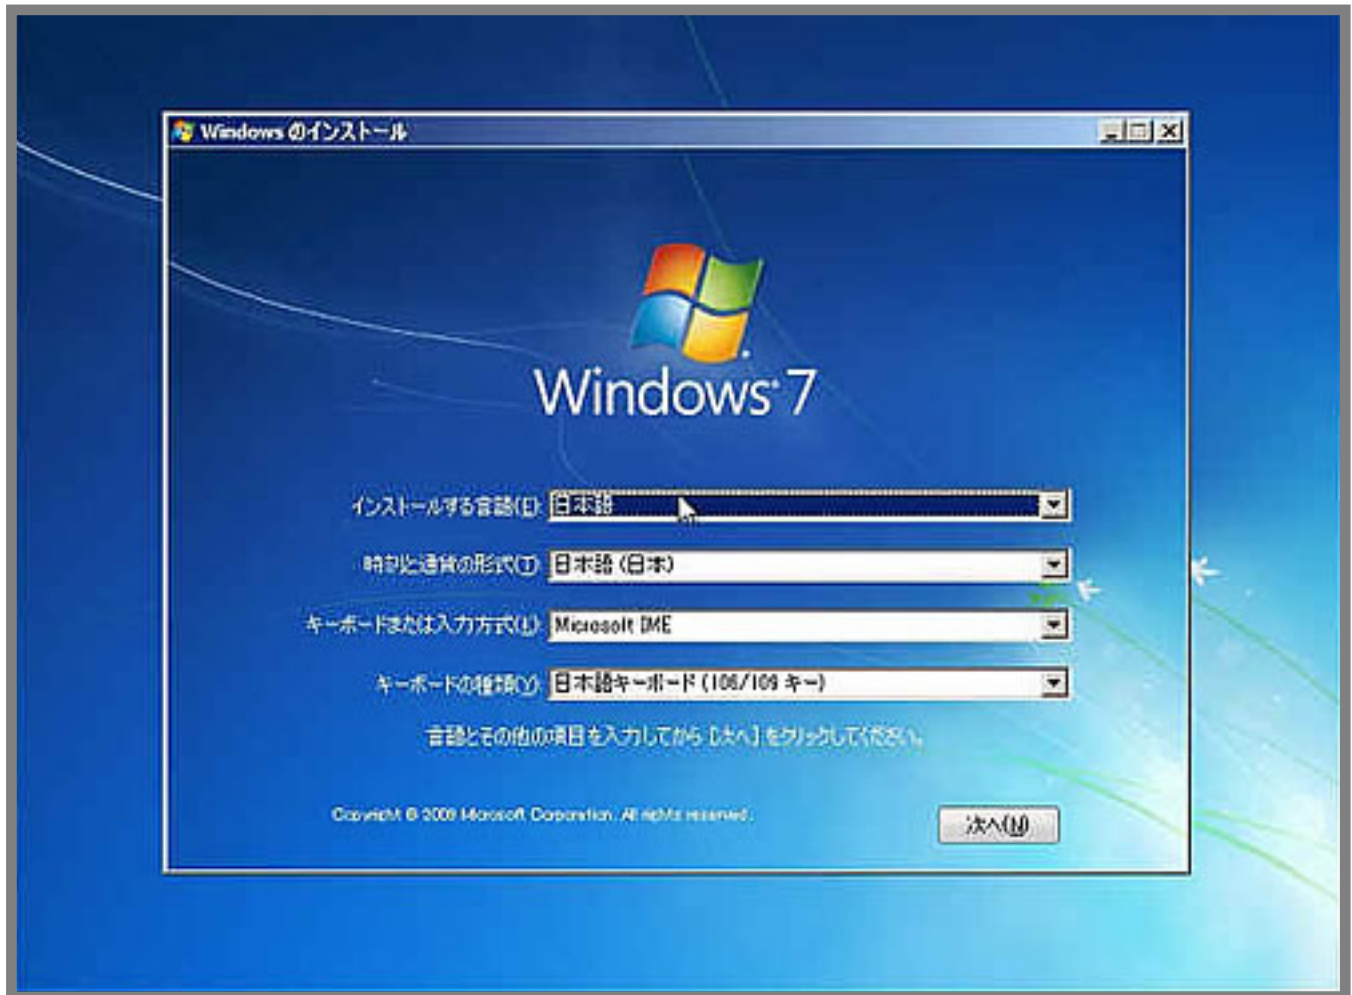 Windows のインストール
Windows 7
インストールする言語(E): 日本語
時刻と通貨の形式(T): 日本語 (日本)
キーボードまたは入力方式(K): Microsoft IME
キーボードの種類(Y): 日本語キーボード (106/109 キー)
言語とその他の項目を入力してから [次へ] をクリックしてください。
Copyright © 2009 Microsoft Corporation. All rights reserved.
次へ(N)